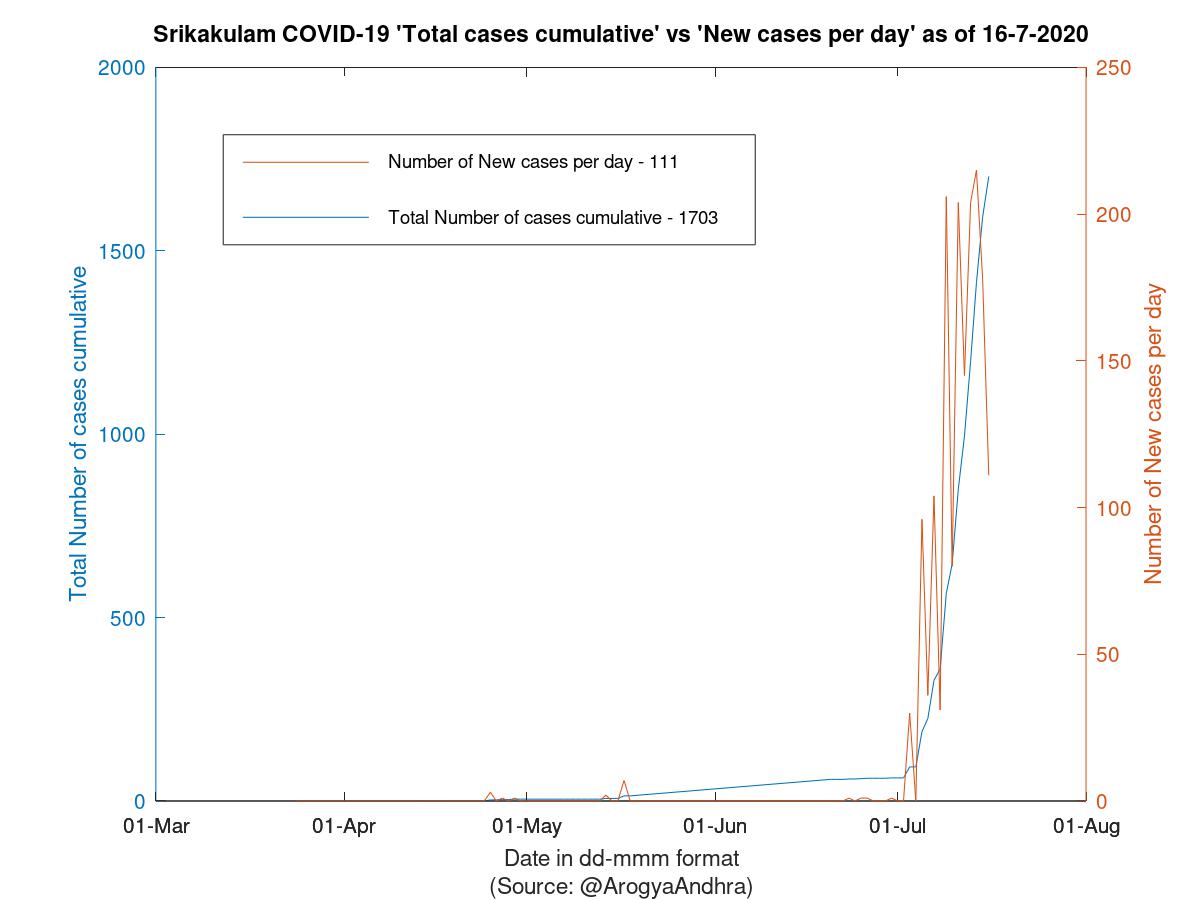 Srikakulam COVID-19 'Total cases cumulative' vs 'New cases per day' as of 16-7-2020
2000
1500
1000
500
0
Total Number of cases cumulative
250
200
150
100
50
0
Number of New cases per day
Number of New cases per day - 111
Total Number of cases cumulative - 1703
01-Mar 01-Apr 01-May 01-Jun 01-Jul 01-Aug
Date in dd-mmm format
(Source: @ArogyaAndhra)